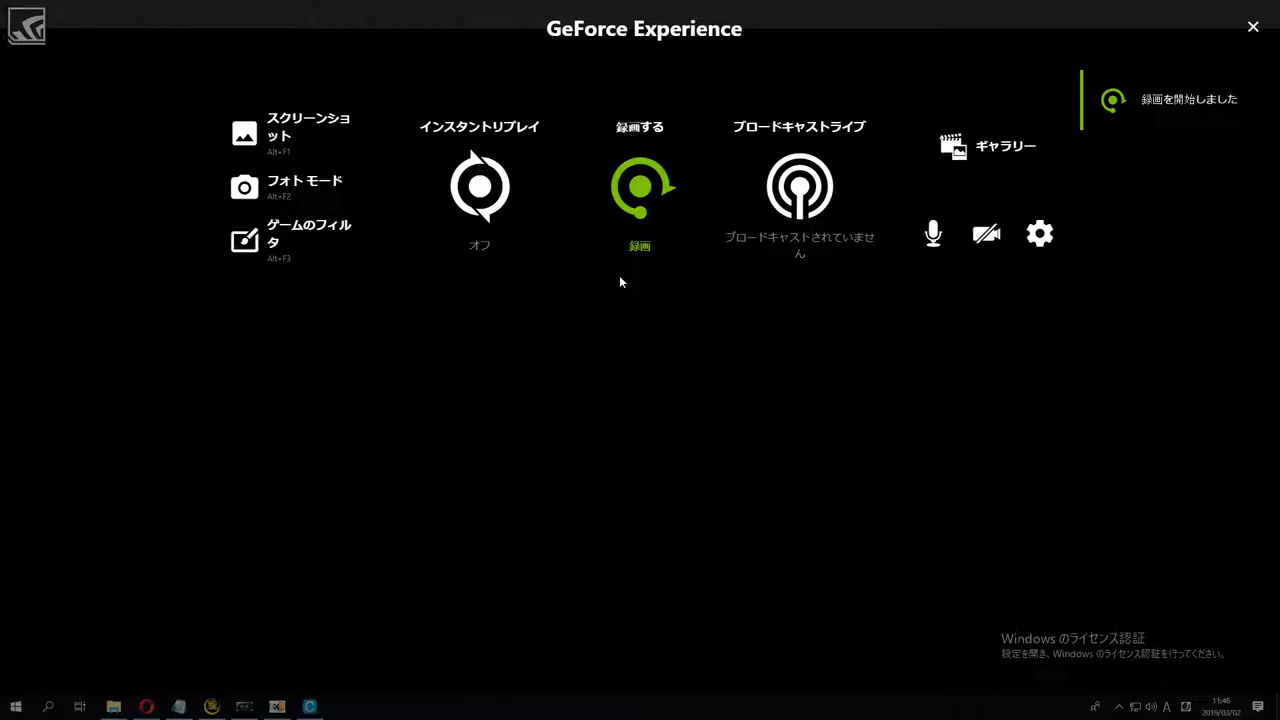 GeForce Experience
録画を開始しました
スクリーンショ
ット
Alt+F1
フォト モード
Alt+F2
ゲームのフィル
タ
Alt+F3
インスタントリプレイ
オフ
録画する
録画
ブロードキャストライブ
ブロードキャストされていませ
ん
ギャラリー
Windows のライセンス認証
設定を開き、Windows のライセンス認証を行ってください。
A
11:46
2019/03/02